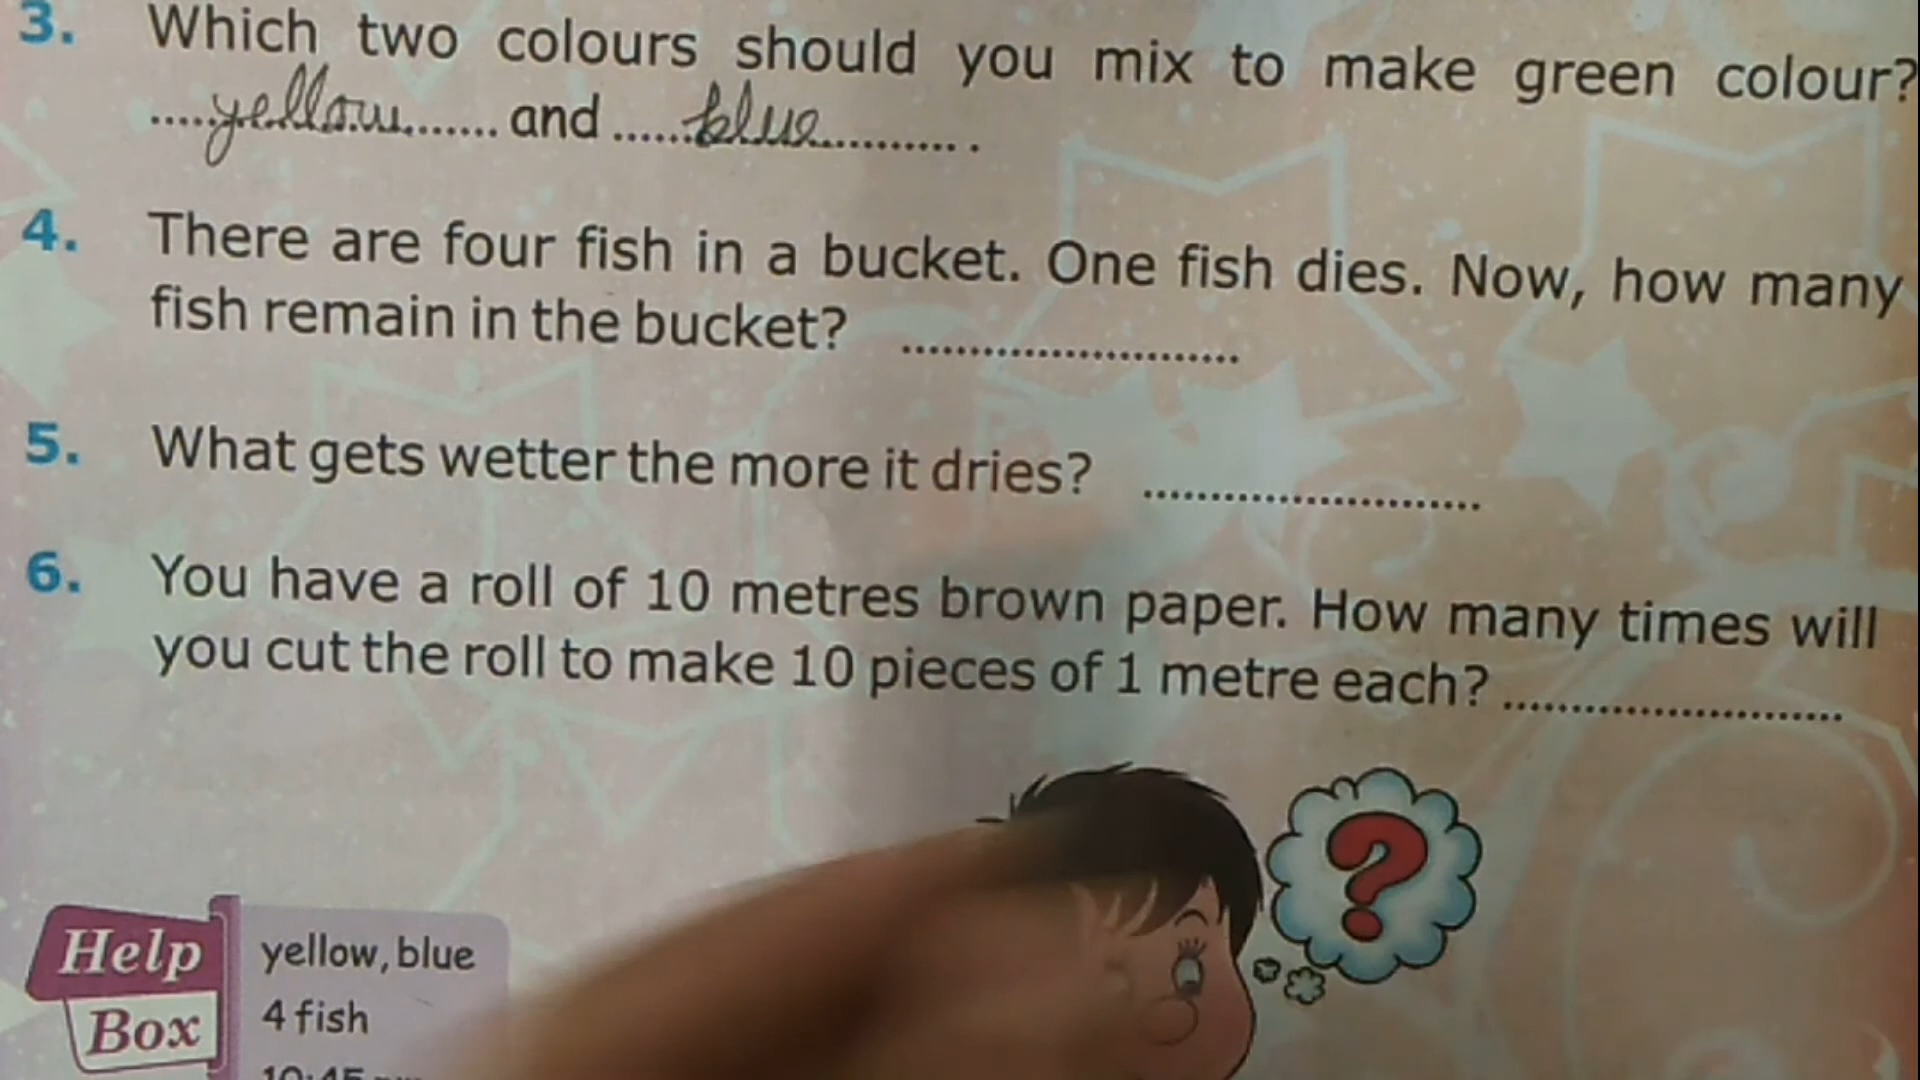 3. Which two colours should you mix to make green colour?
.....yellow....... and ......blue........... .
4. There are four fish in a bucket. One fish dies. Now, how many
fish remain in the bucket? .........................
5. What gets wetter the more it dries? .........................
6. You have a roll of 10 metres brown paper. How many times will
you cut the roll to make 10 pieces of 1 metre each? .........................
?
Help
Box
yellow, blue
4 fish
10:45